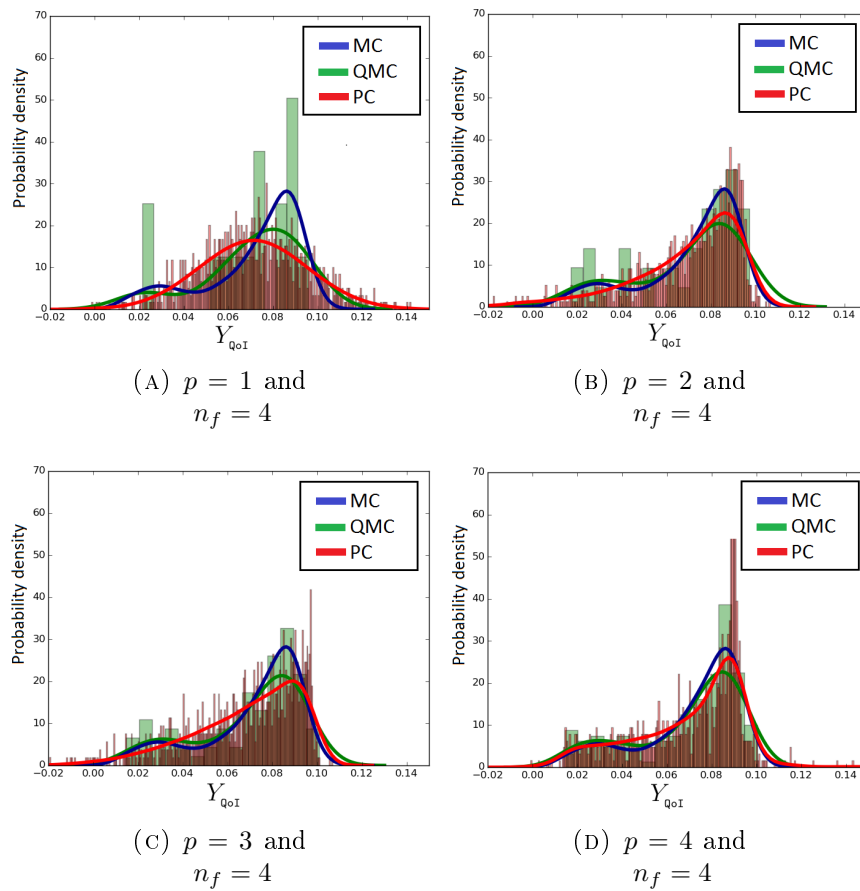 70
60
50
40
30
20
10
0
Probability density
MC
QMC
PC
−0.02 0.00 0.02 0.04 0.06 0.08 0.10 0.12 0.14
Y_QoI
(A) p = 1 and
n_f = 4
70
60
50
40
30
20
10
0
Probability density
MC
QMC
PC
−0.02 0.00 0.02 0.04 0.06 0.08 0.10 0.12 0.14
Y_QoI
(B) p = 2 and
n_f = 4
70
60
50
40
30
20
10
0
Probability density
MC
QMC
PC
−0.02 0.00 0.02 0.04 0.06 0.08 0.10 0.12 0.14
Y_QoI
(C) p = 3 and
n_f = 4
70
60
50
40
30
20
10
0
Probability density
MC
QMC
PC
−0.02 0.00 0.02 0.04 0.06 0.08 0.10 0.12 0.14
Y_QoI
(D) p = 4 and
n_f = 4